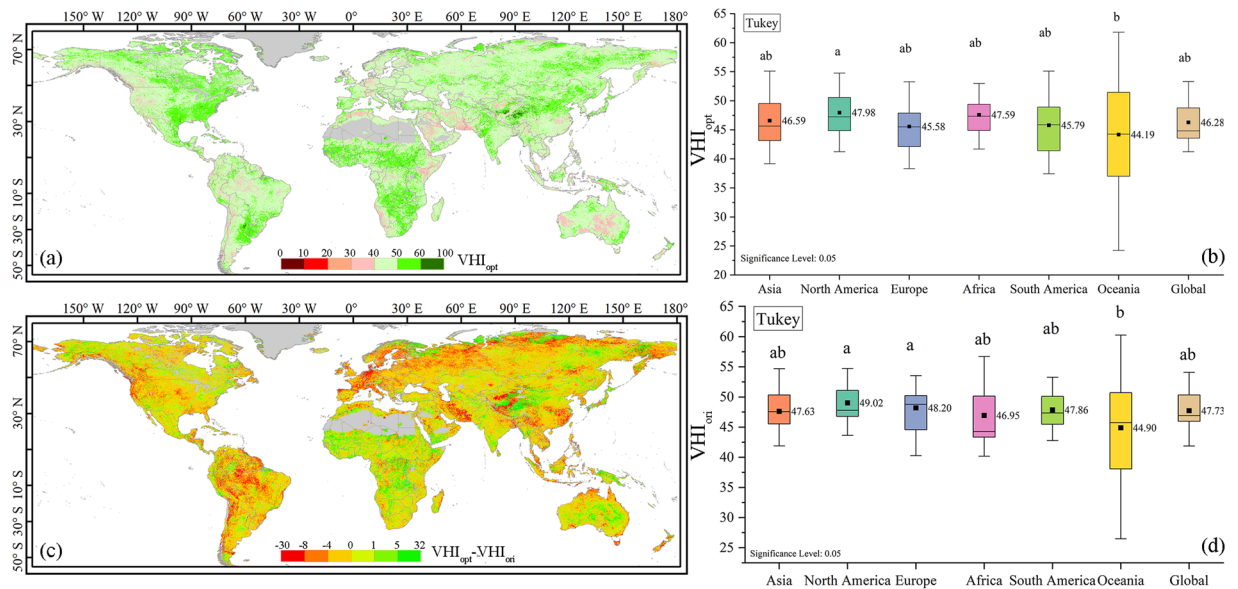 150° W 120° W 90° W 60° W 30° W 0° E 30° E 60° E 90° E 120° E 150° E 180° E
70° N
30° N
10° S
30° S
50° S
(a)
0 10 20 30 40 50 60 100
VHIopt
65
60
55
50
45
40
35
30
25
20
VHIopt
Tukey
ab a ab ab ab b ab
46.59 47.98 45.58 47.59 45.79 44.19 46.28
Significance Level: 0.05
(b)
Asia North America Europe Africa South America Oceania Global
150° W 120° W 90° W 60° W 30° W 0° E 30° E 60° E 90° E 120° E 150° E 180° E
70° N
30° N
10° S
30° S
50° S
(c)
-30 -8 -4 0 1 5 32
VHIopt-VHIori
65
60
55
50
45
40
35
30
25
VHIori
Tukey
ab a a ab ab b ab
47.63 49.02 48.20 46.95 47.86 44.90 47.73
Significance Level: 0.05
(d)
Asia North America Europe Africa South America Oceania Global